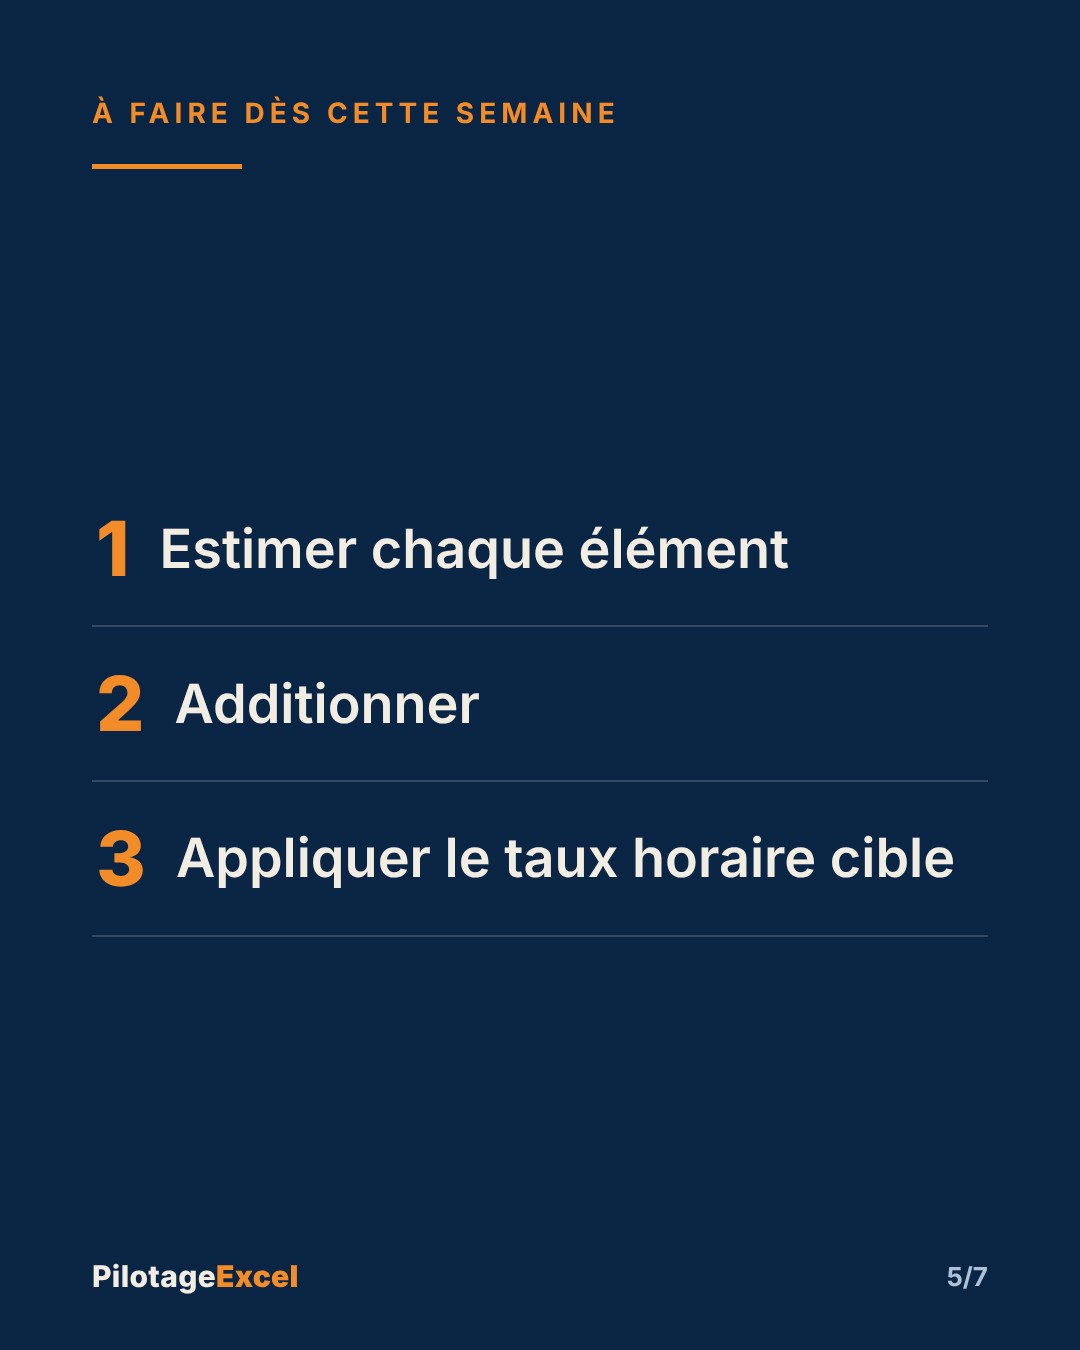 À FAIRE DÈS CETTE SEMAINE
1 Estimer chaque élément
2 Additionner
3 Appliquer le taux horaire cible
PilotageExcel
5/7